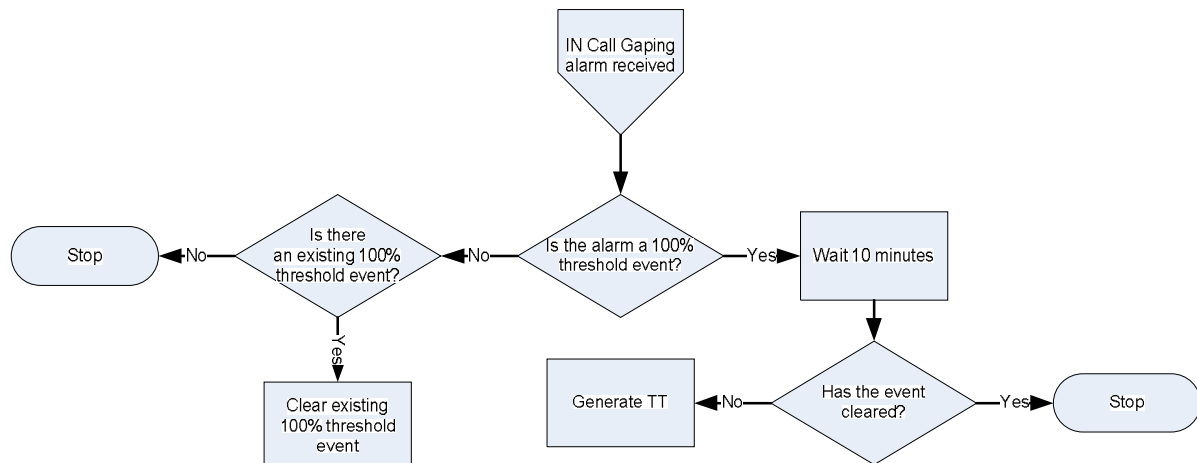 IN Call Gaping
alarm received
Is there
an existing 100%
threshold event?
Is the alarm a 100%
threshold event?
Stop
No
No
Yes
Wait 10 minutes
Yes
Clear existing
100% threshold
event
Generate TT
No
Has the event
cleared?
Yes
Stop